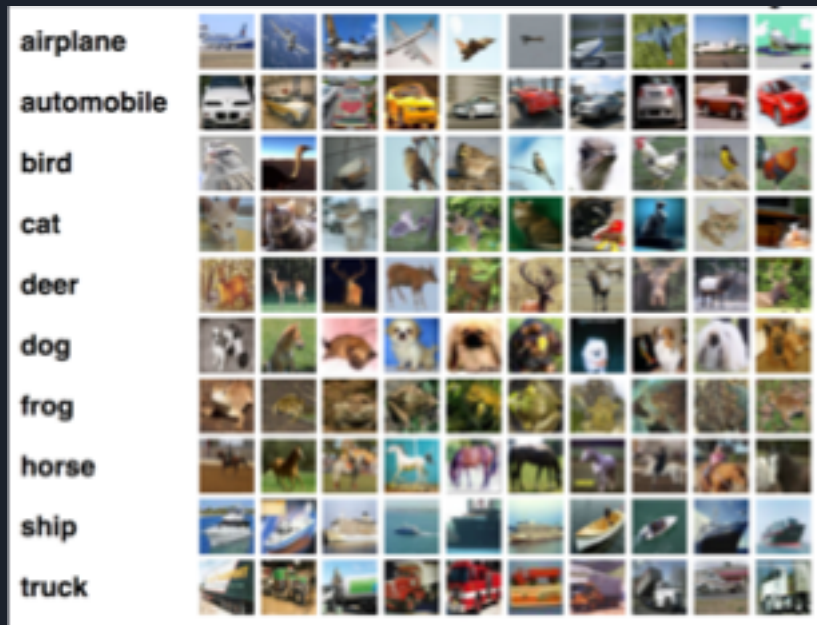 airplane
automobile
bird
cat
deer
dog
frog
horse
ship
truck